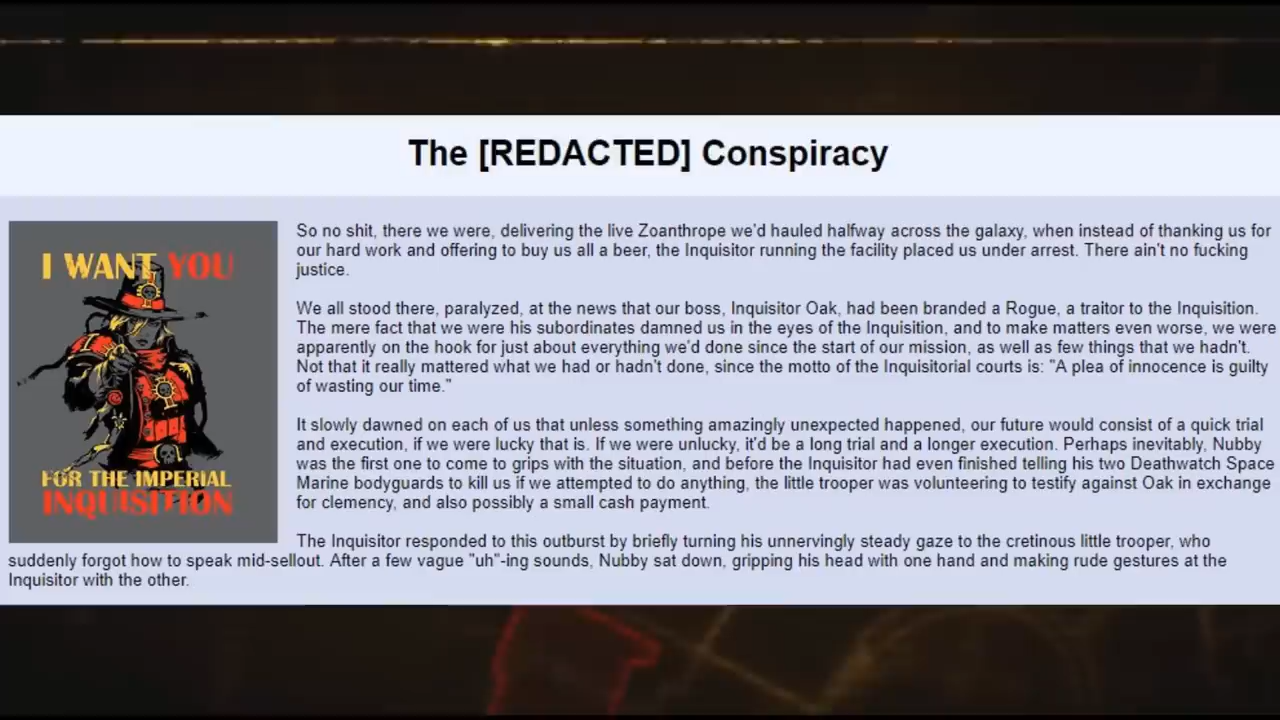 The [REDACTED] Conspiracy
I WANT YOU
FOR THE IMPERIAL
INQUISITION
So no shit, there we were, delivering the live Zoanthrope we'd hauled halfway across the galaxy, when instead of thanking us for
our hard work and offering to buy us all a beer, the Inquisitor running the facility placed us under arrest. There ain't no fucking
justice.
We all stood there, paralyzed, at the news that our boss, Inquisitor Oak, had been branded a Rogue, a traitor to the Inquisition.
The mere fact that we were his subordinates damned us in the eyes of the Inquisition, and to make matters even worse, we were
apparently on the hook for just about everything we'd done since the start of our mission, as well as few things that we hadn't.
Not that it really mattered what we had or hadn't done, since the motto of the Inquisitorial courts is: "A plea of innocence is guilty
of wasting our time."
It slowly dawned on each of us that unless something amazingly unexpected happened, our future would consist of a quick trial
and execution, if we were lucky that is. If we were unlucky, it'd be a long trial and a longer execution. Perhaps inevitably, Nubby
was the first one to come to grips with the situation, and before the Inquisitor had even finished telling his two Deathwatch Space
Marine bodyguards to kill us if we attempted to do anything, the little trooper was volunteering to testify against Oak in exchange
for clemency, and also possibly a small cash payment.
The Inquisitor responded to this outburst by briefly turning his unnervingly steady gaze to the cretinous little trooper, who
suddenly forgot how to speak mid-sellout. After a few vague "uh"-ing sounds, Nubby sat down, gripping his head with one hand and making rude gestures at the
Inquisitor with the other.